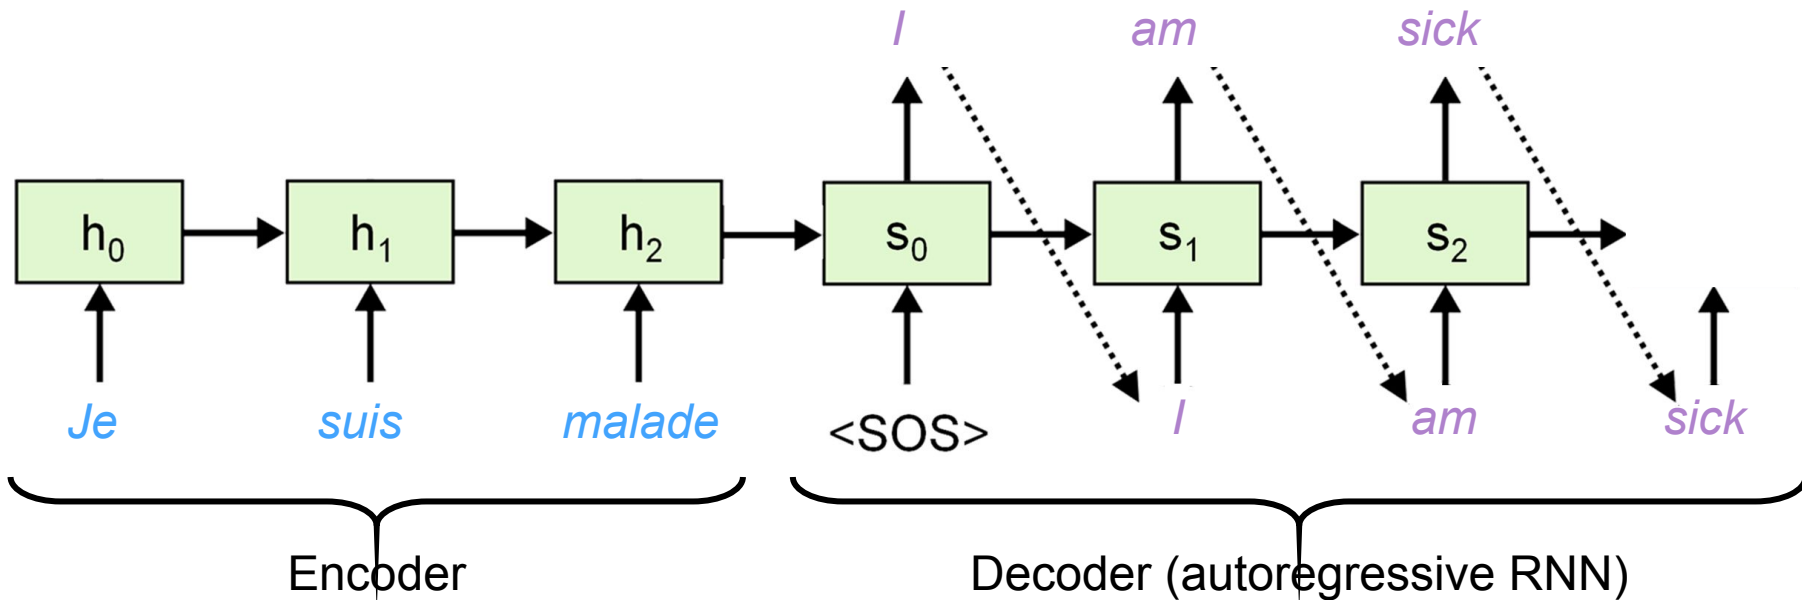 I am sick
h₀ h₁ h₂ s₀ s₁ s₂
Je suis malade <SOS> I am sick
Encoder Decoder (autoregressive RNN)